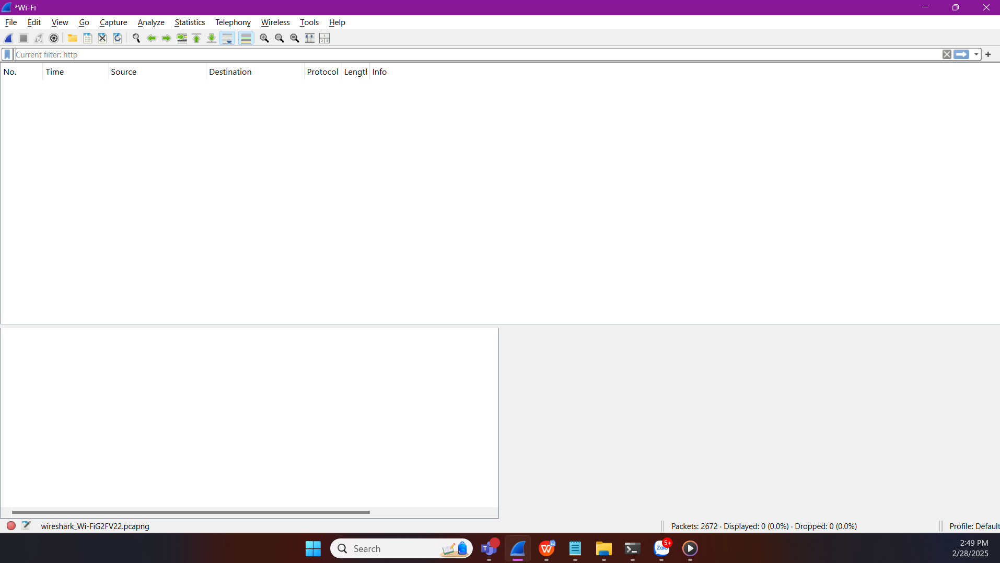 *Wi-Fi
File Edit View Go Capture Analyze Statistics Telephony Wireless Tools Help
Current filter: http
No. Time Source Destination Protocol Length Info
wireshark_Wi-FiG2FV22.pcapng Packets: 2672 · Displayed: 0 (0.0%) · Dropped: 0 (0.0%) Profile: Default
Search
T
W
Zalo
5+
2:49 PM
2/28/2025